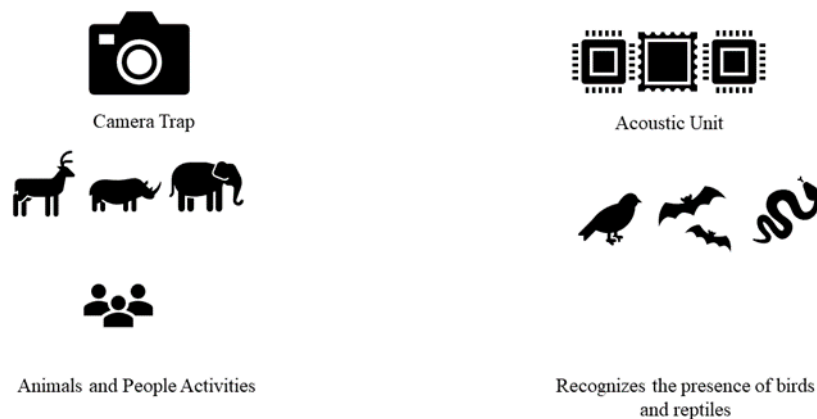 Camera Trap
Acoustic Unit
Animals and People Activities
Recognizes the presence of birds
and reptiles